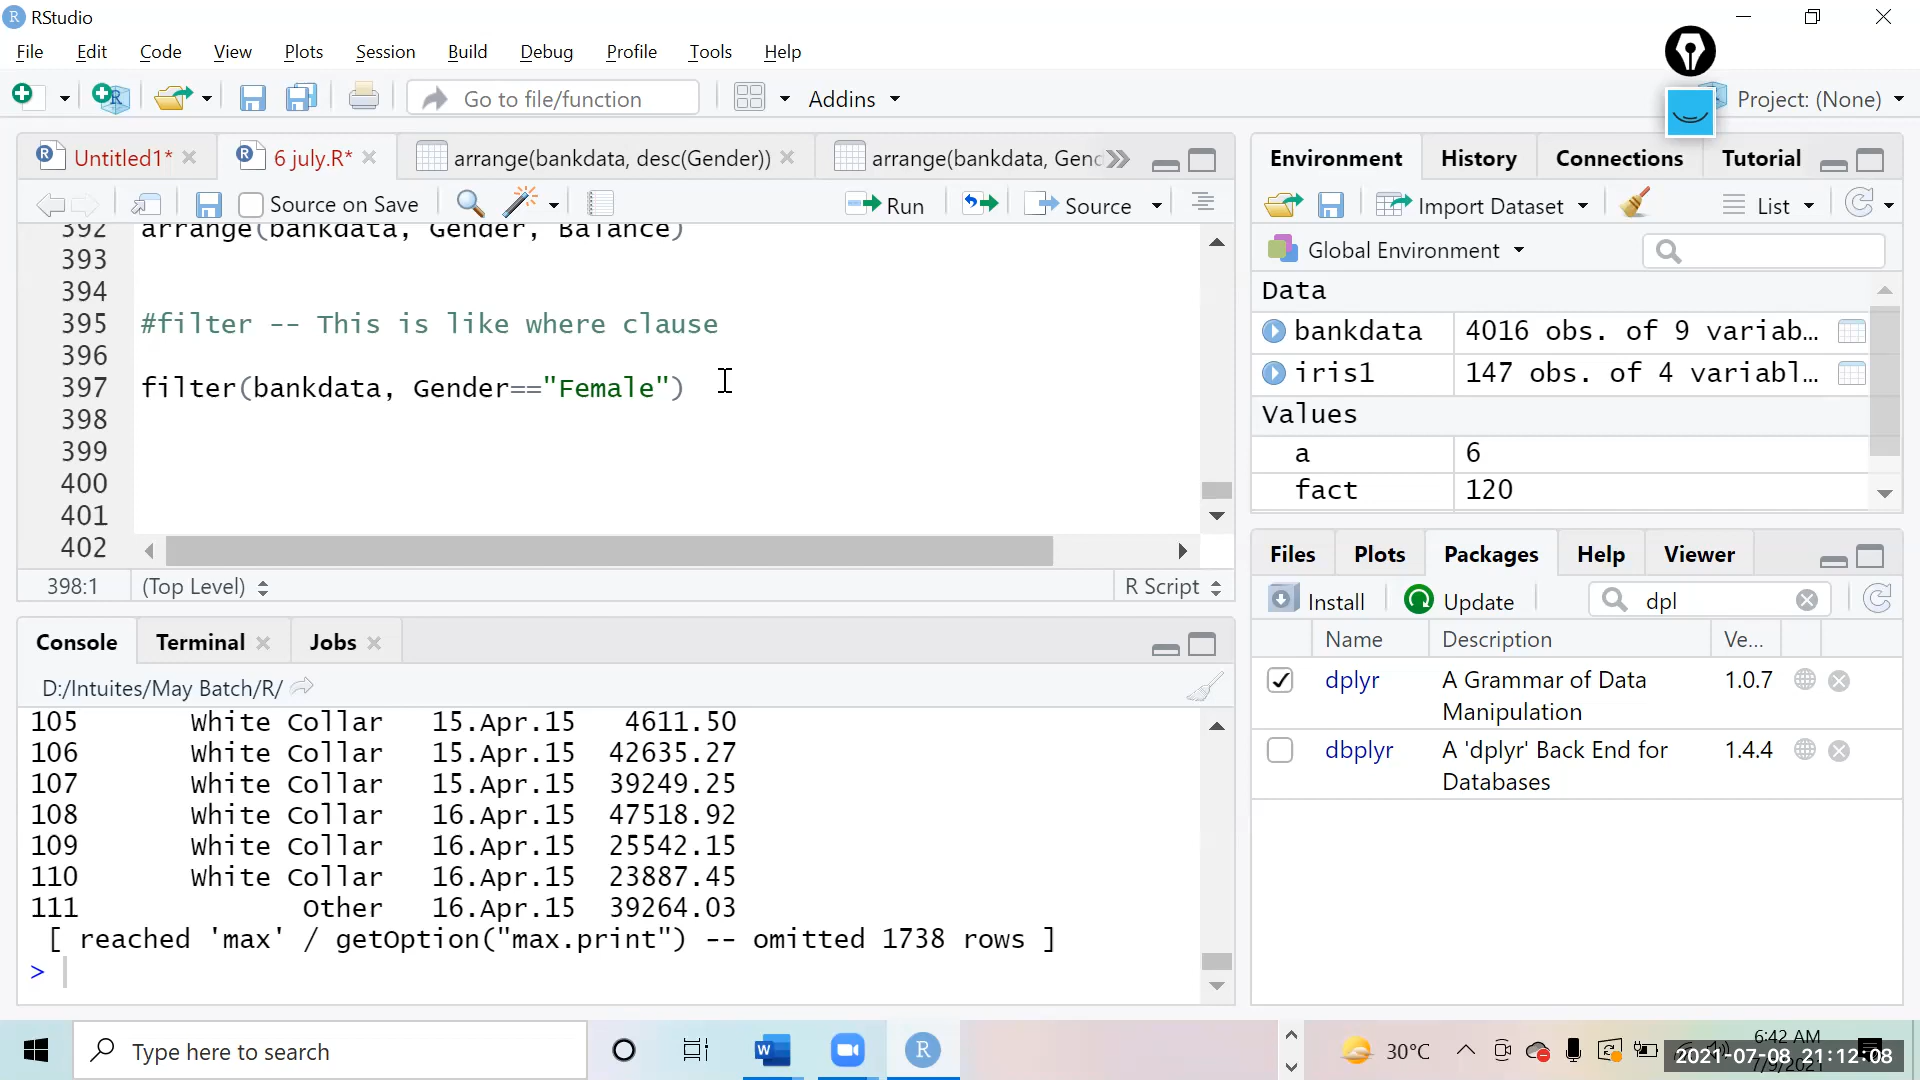 RStudio
File Edit Code View Plots Session Build Debug Profile Tools Help
Go to file/function
Addins
Project: (None)
Untitled1*
6 july.R*
arrange(bankdata, desc(Gender))
arrange(bankdata, Gend
Source on Save
Run
Source
392 arrange(bankdata, Gender, Balance)
393
394
395 #filter -- This is like where clause
396
397 filter(bankdata, Gender=="Female")
398
399
400
401
402
398:1 (Top Level) R Script
Console Terminal Jobs
D:/Intuites/May Batch/R/
105 White Collar 15.Apr.15 4611.50
106 White Collar 15.Apr.15 42635.27
107 White Collar 15.Apr.15 39249.25
108 White Collar 16.Apr.15 47518.92
109 White Collar 16.Apr.15 25542.15
110 White Collar 16.Apr.15 23887.45
111 Other 16.Apr.15 39264.03
[ reached 'max' / getOption("max.print") -- omitted 1738 rows ]
>
Environment History Connections Tutorial
Import Dataset List
Global Environment
Data
bankdata 4016 obs. of 9 variab...
iris1 147 obs. of 4 variabl...
Values
a 6
fact 120
Files Plots Packages Help Viewer
Install Update dpl
Name Description Ve...
dplyr A Grammar of Data Manipulation 1.0.7
dbplyr A 'dplyr' Back End for Databases 1.4.4
Type here to search
30°C
6:42 AM
2021-07-08 21:12:08